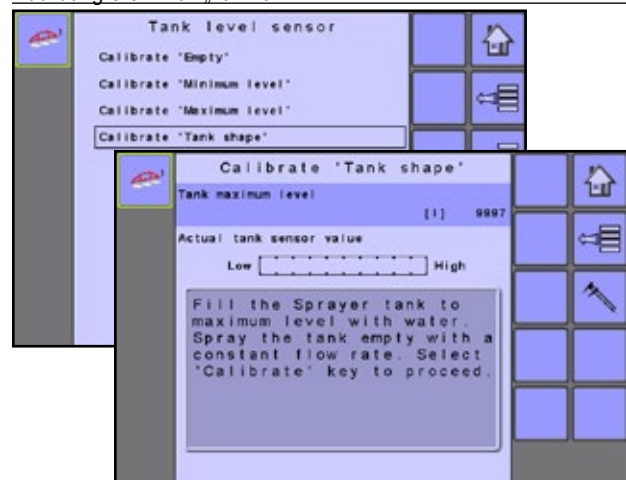 Tank level sensor
Calibrate 'Empty'
Calibrate 'Minimum level'
Calibrate 'Maximum level'
Calibrate 'Tank shape'
Calibrate 'Tank shape'
Tank maximum level
[l] 9997
Actual tank sensor value
Low High
Fill the Sprayer tank to
maximum level with water.
Spray the tank empty with a
constant flow rate. Select
'Calibrate' key to proceed.